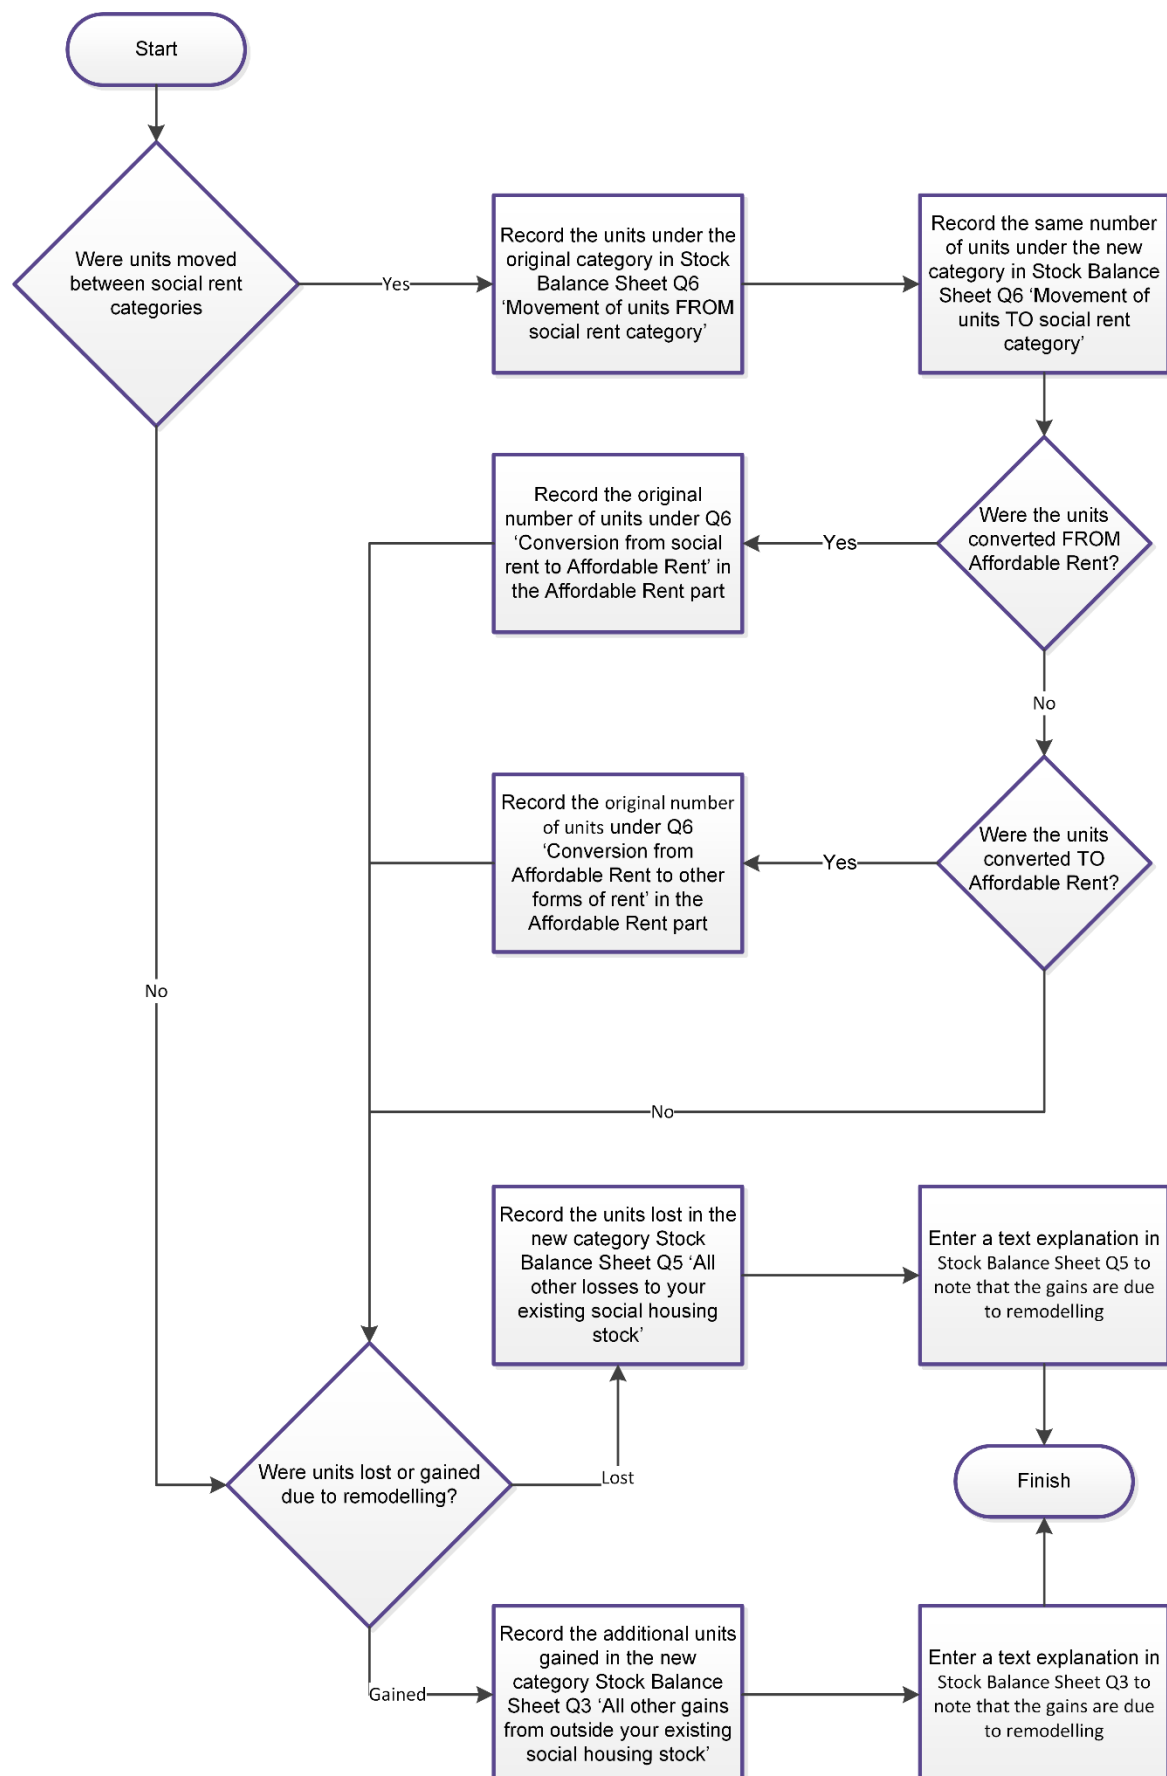 Start
Were units moved
between social rent
categories
Yes
Record the units under the
original category in Stock
Balance Sheet Q6
‘Movement of units FROM
social rent category’
Record the same number
of units under the new
category in Stock Balance
Sheet Q6 ‘Movement of
units TO social rent
category’
Were the units
converted FROM
Affordable Rent?
Yes
Record the original
number of units under Q6
‘Conversion from social
rent to Affordable Rent’ in
the Affordable Rent part
No
Were the units
converted TO
Affordable Rent?
Yes
Record the original number
of units under Q6
‘Conversion from
Affordable Rent to other
forms of rent’ in the
Affordable Rent part
No
No
Record the units lost in the
new category Stock
Balance Sheet Q5 ‘All
other losses to your
existing social housing
stock’
Enter a text explanation in
Stock Balance Sheet Q5 to
note that the gains are due
to remodelling
Were units lost or gained
due to remodelling?
Lost
Finish
Gained
Record the additional units
gained in the new
category Stock Balance
Sheet Q3 ‘All other gains
from outside your existing
social housing stock’
Enter a text explanation in
Stock Balance Sheet Q3 to
note that the gains are due
to remodelling